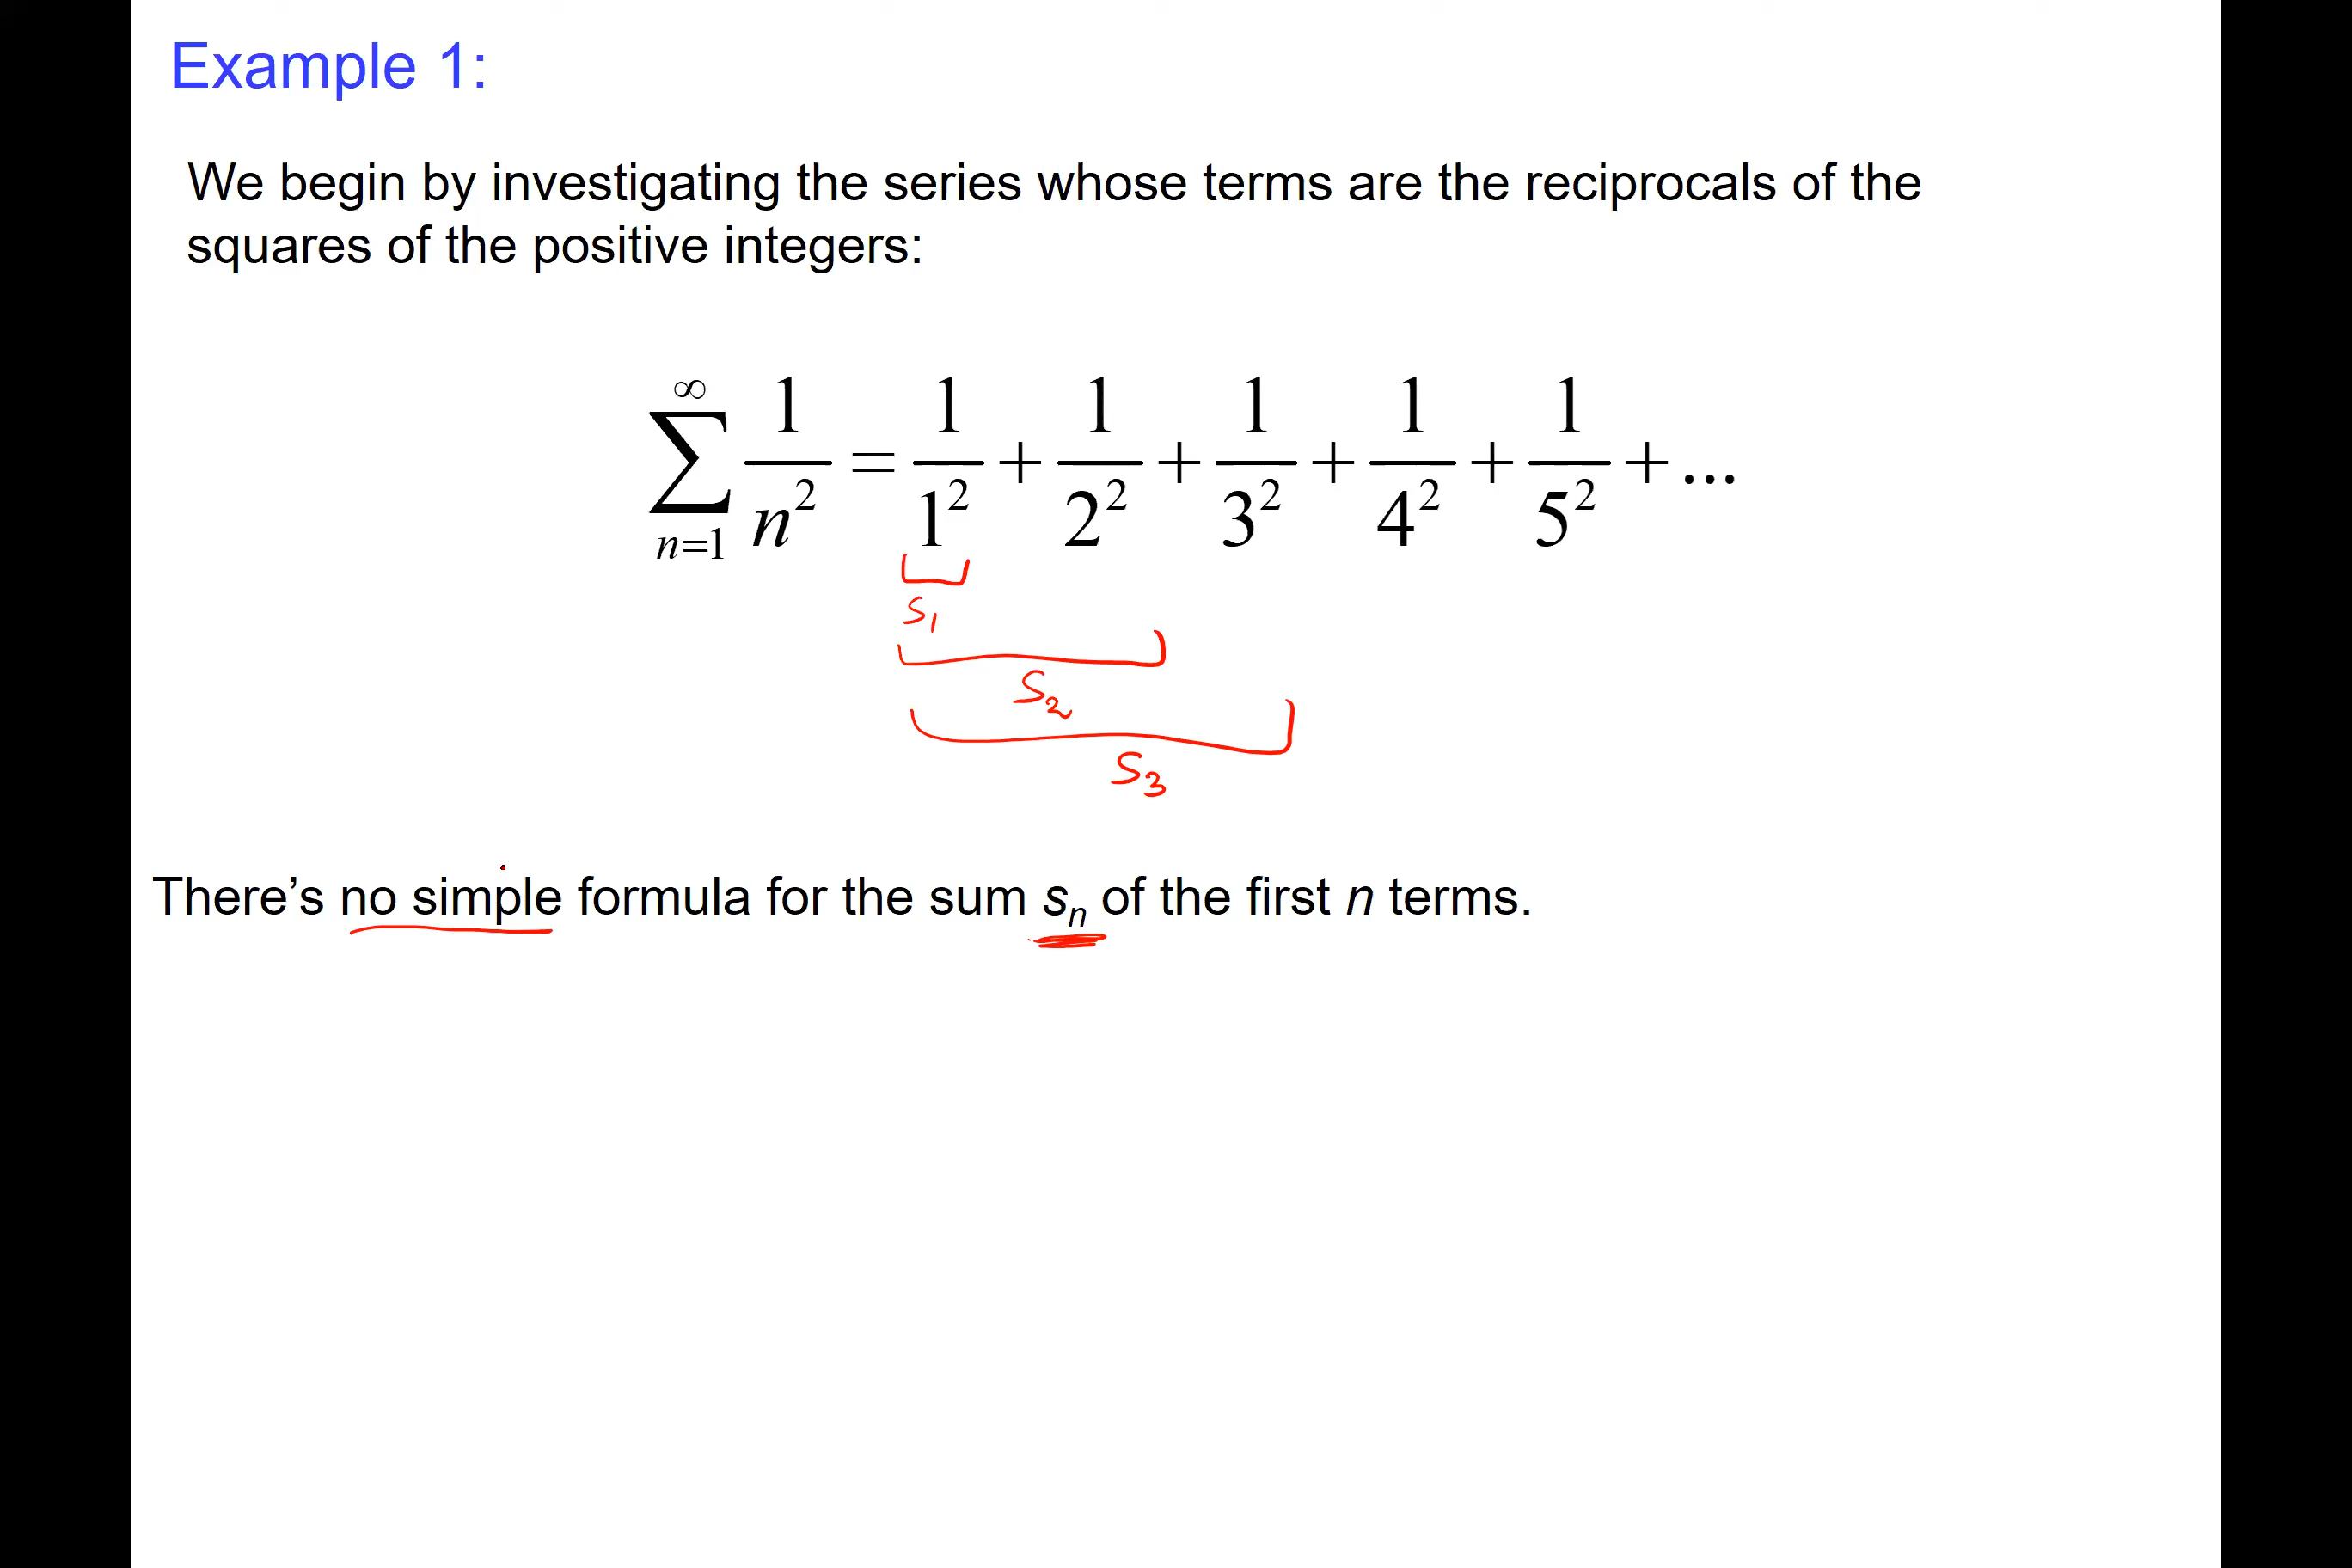 Example 1:
We begin by investigating the series whose terms are the reciprocals of the
squares of the positive integers:
∑_{n=1}^{∞} 1/n² = 1/1² + 1/2² + 1/3² + 1/4² + 1/5² + ...
S₁
S₂
S₃
There’s no simple formula for the sum sₙ of the first n terms.